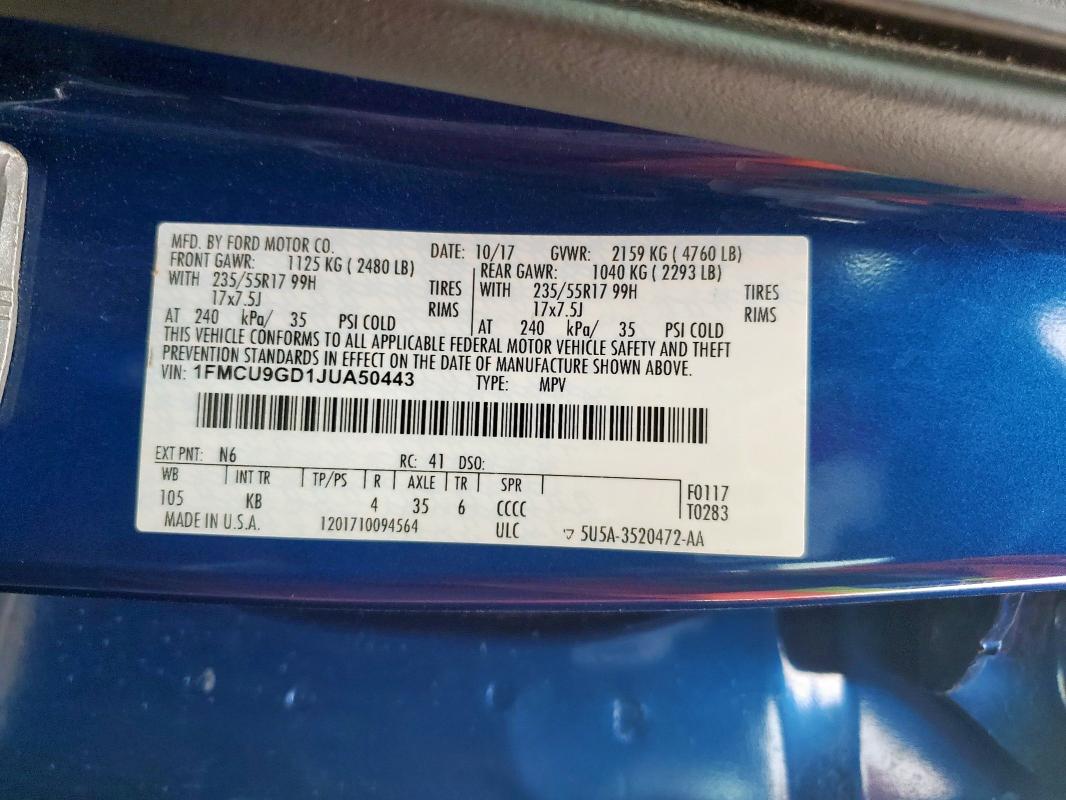 MFD. BY FORD MOTOR CO. DATE: 10/17 GVWR: 2159 KG ( 4760 LB)
FRONT GAWR: 1125 KG ( 2480 LB) REAR GAWR: 1040 KG ( 2293 LB)
WITH 235/55R17 99H TIRES WITH 235/55R17 99H TIRES
17x7.5J RIMS 17x7.5J RIMS
AT 240 kPa/ 35 PSI COLD AT 240 kPa/ 35 PSI COLD
THIS VEHICLE CONFORMS TO ALL APPLICABLE FEDERAL MOTOR VEHICLE SAFETY AND THEFT
PREVENTION STANDARDS IN EFFECT ON THE DATE OF MANUFACTURE SHOWN ABOVE.
VIN: 1FMCU9GD1JUA50443 TYPE: MPV
EXT PNT: N6 RC: 41 DSO:
WB INT TR TP/PS R AXLE TR SPR F0117
105 KB 4 35 6 CCCC T0283
MADE IN U.S.A. 1201710094564 ULC 5U5A-3520472-AA